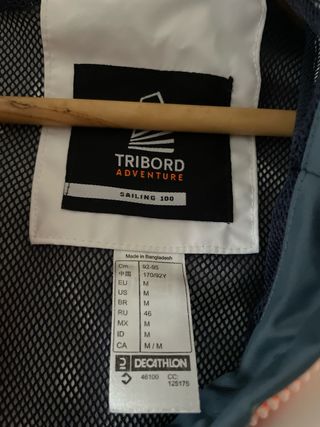 TRIBORD
ADVENTURE
SAILING 100
Made in Bangladesh
Cm 92-95
中国 170/92Y
EU M
US M
BR M
RU 46
MX M
ID M
CA M / M
DECATHLON
46100 CC:
125175